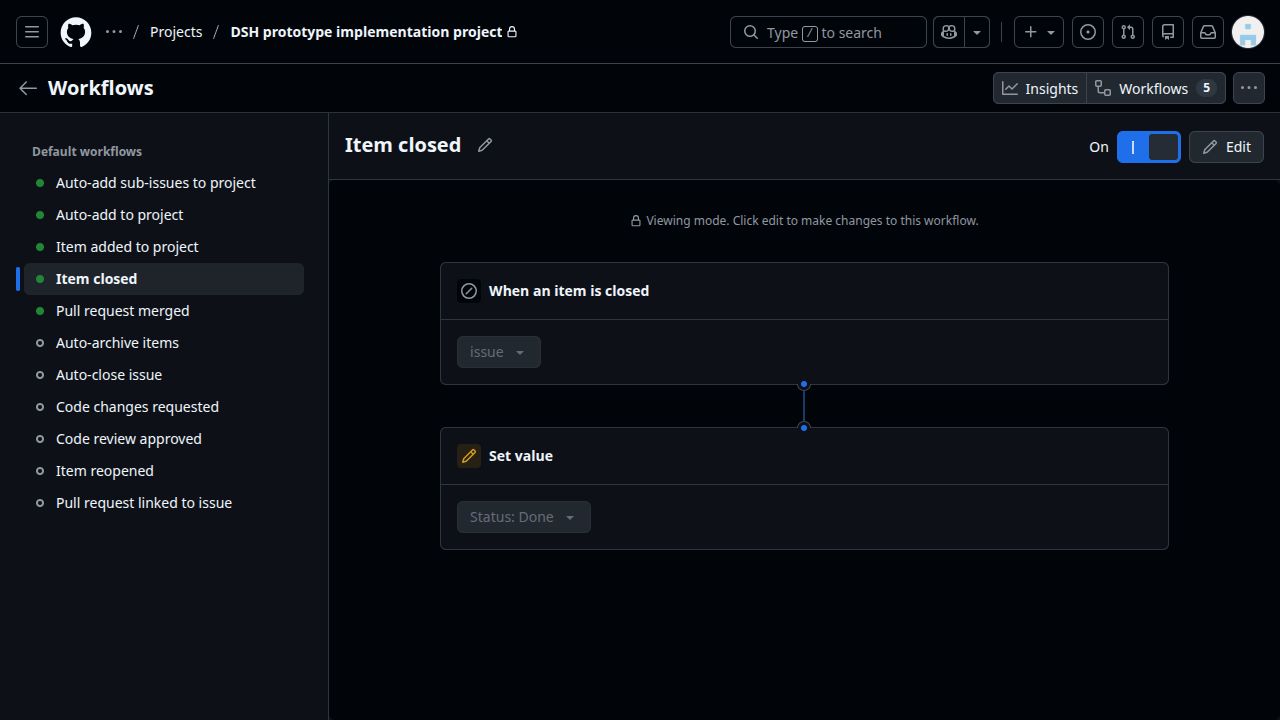 Projects / DSH prototype implementation project
Type / to search
Workflows
Insights
Workflows 5
Default workflows
Auto-add sub-issues to project
Auto-add to project
Item added to project
Item closed
Pull request merged
Auto-archive items
Auto-close issue
Code changes requested
Code review approved
Item reopened
Pull request linked to issue
Item closed
On
Edit
Viewing mode. Click edit to make changes to this workflow.
When an item is closed
issue
Set value
Status: Done